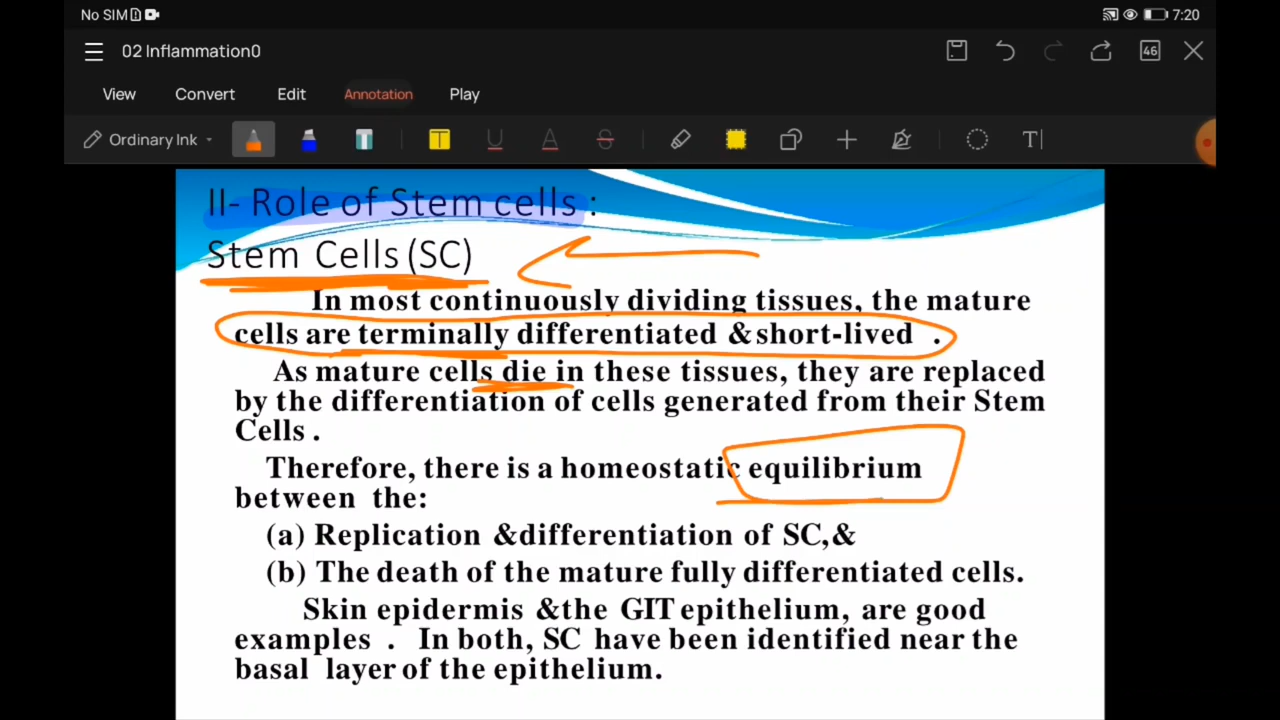 No SIM 7:20
02 Inflammation0 46
View Convert Edit Annotation Play
Ordinary Ink T U A S T
II- Role of Stem cells :
Stem Cells (SC)
In most continuously dividing tissues, the mature
cells are terminally differentiated & short-lived .
As mature cells die in these tissues, they are replaced
by the differentiation of cells generated from their Stem
Cells .
Therefore, there is a homeostatic equilibrium
between the:
(a) Replication &differentiation of SC,&
(b) The death of the mature fully differentiated cells.
Skin epidermis &the GIT epithelium, are good
examples . In both, SC have been identified near the
basal layer of the epithelium.